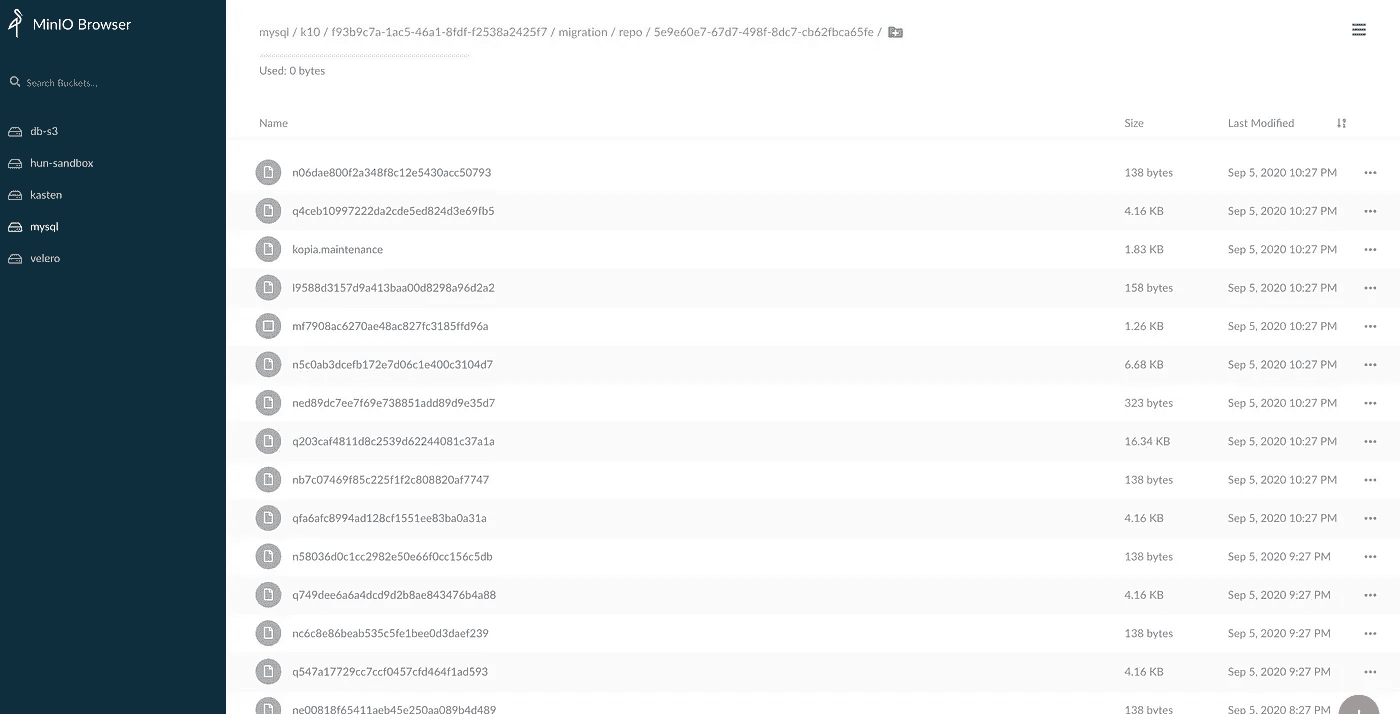 MinIO Browser
Search Buckets...
db-s3
hun-sandbox
kasten
mysql
velero
mysql / k10 / f93b9c7a-1ac5-46a1-8fdf-f2538a2425f7 / migration / repo / 5e9e60e7-67d7-498f-8dc7-cb62fbca65fe /
Used: 0 bytes
Name Size Last Modified
n06dae800f2a348f8c12e5430acc50793 138 bytes Sep 5, 2020 10:27 PM
q4ceb10997222da2cde5ed824d3e69fb5 4.16 KB Sep 5, 2020 10:27 PM
kopia.maintenance 1.83 KB Sep 5, 2020 10:27 PM
l9588d3157d9a413baa00d8298a96d2a2 158 bytes Sep 5, 2020 10:27 PM
mf7908ac6270ae48ac827fc3185ffd96a 1.26 KB Sep 5, 2020 10:27 PM
n5c0ab3dcefb172e7d06c1e400c3104d7 6.68 KB Sep 5, 2020 10:27 PM
ned89dc7ee7f69e738851add89d9e35d7 323 bytes Sep 5, 2020 10:27 PM
q203caf4811d8c2539d62244081c37a1a 16.34 KB Sep 5, 2020 10:27 PM
nb7c07469f85c225f1f2c808820af7747 138 bytes Sep 5, 2020 10:27 PM
qfa6afc8994ad128cf1551ee83ba0a31a 4.16 KB Sep 5, 2020 10:27 PM
n58036d0c1cc2982e50e66f0cc156c5db 138 bytes Sep 5, 2020 9:27 PM
q749dee6a6a4dcd9d2b8ae843476b4a88 4.16 KB Sep 5, 2020 9:27 PM
nc6c8e86beab535c5fe1bee0d3daef239 138 bytes Sep 5, 2020 9:27 PM
q547a17729cc7ccf0457cfd464f1ad593 4.16 KB Sep 5, 2020 9:27 PM
ne00818f65411aeb45e250aa089b4d489 138 bytes Sep 5, 2020 8:27 PM